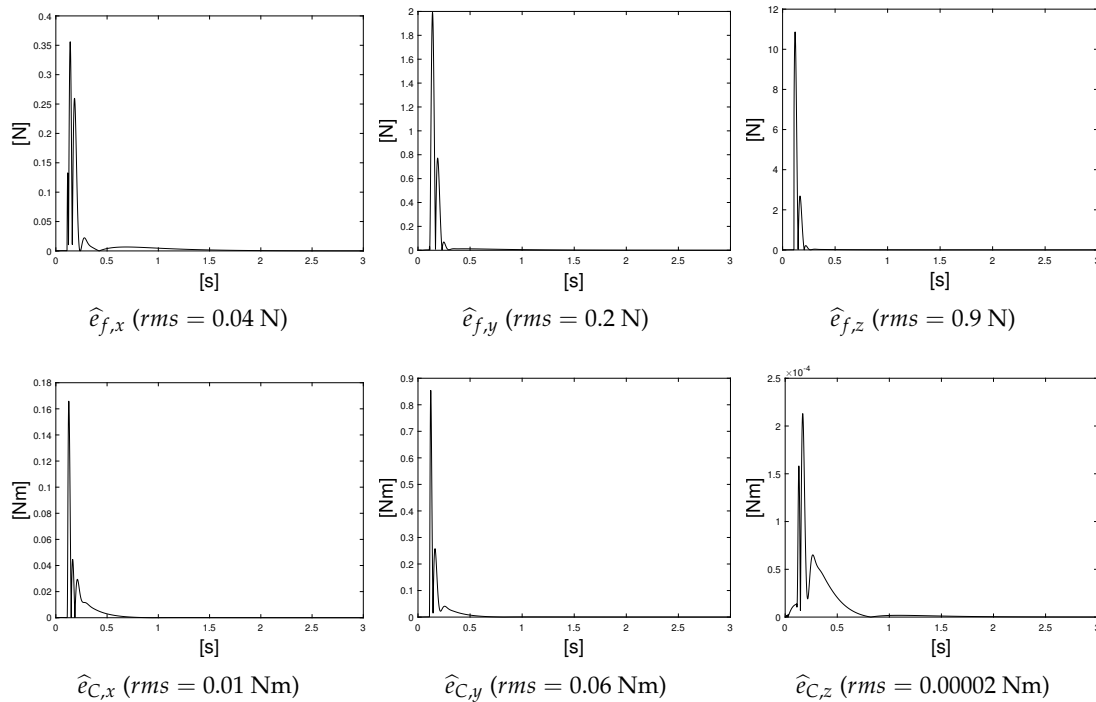 0.4
0.35
0.3
0.25
0.2
0.15
0.1
0.05
0
[N]
0 0.5 1 1.5 2 2.5 3
[s]
ê_{f,x} (rms = 0.04 N)
2
1.8
1.6
1.4
1.2
1
0.8
0.6
0.4
0.2
0
[N]
0 0.5 1 1.5 2 2.5 3
[s]
ê_{f,y} (rms = 0.2 N)
12
10
8
6
4
2
0
[N]
0 0.5 1 1.5 2 2.5 3
[s]
ê_{f,z} (rms = 0.9 N)
0.18
0.16
0.14
0.12
0.1
0.08
0.06
0.04
0.02
0
[Nm]
0 0.5 1 1.5 2 2.5 3
[s]
ê_{C,x} (rms = 0.01 Nm)
0.9
0.8
0.7
0.6
0.5
0.4
0.3
0.2
0.1
0
[Nm]
0 0.5 1 1.5 2 2.5 3
[s]
ê_{C,y} (rms = 0.06 Nm)
×10^{-4}
2.5
2
1.5
1
0.5
0
[Nm]
0 0.5 1 1.5 2 2.5 3
[s]
ê_{C,z} (rms = 0.00002 Nm)